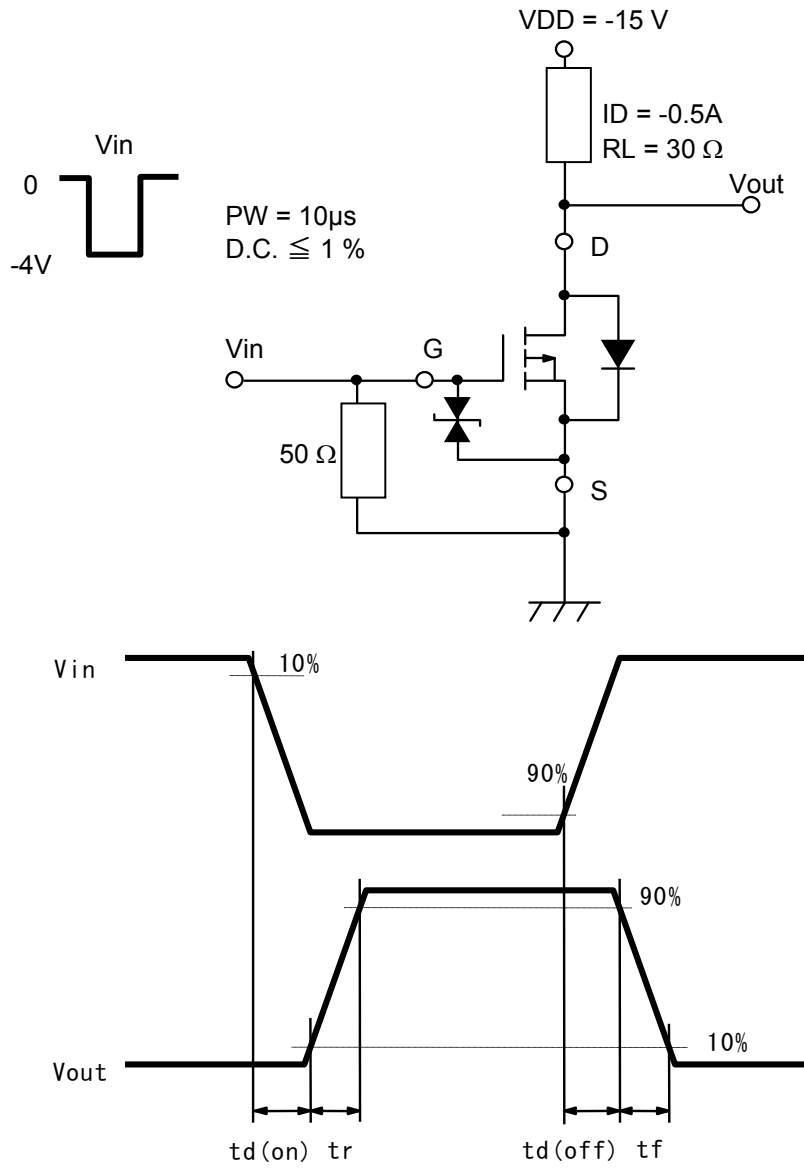 VDD = -15 V
ID = -0.5A
RL = 30 Ω
Vin
0
-4V
PW = 10μs
D.C. ≦ 1 %
Vout
D
Vin
G
50 Ω
S
Vin
10%
90%
90%
10%
Vout
td(on)
tr
td(off)
tf